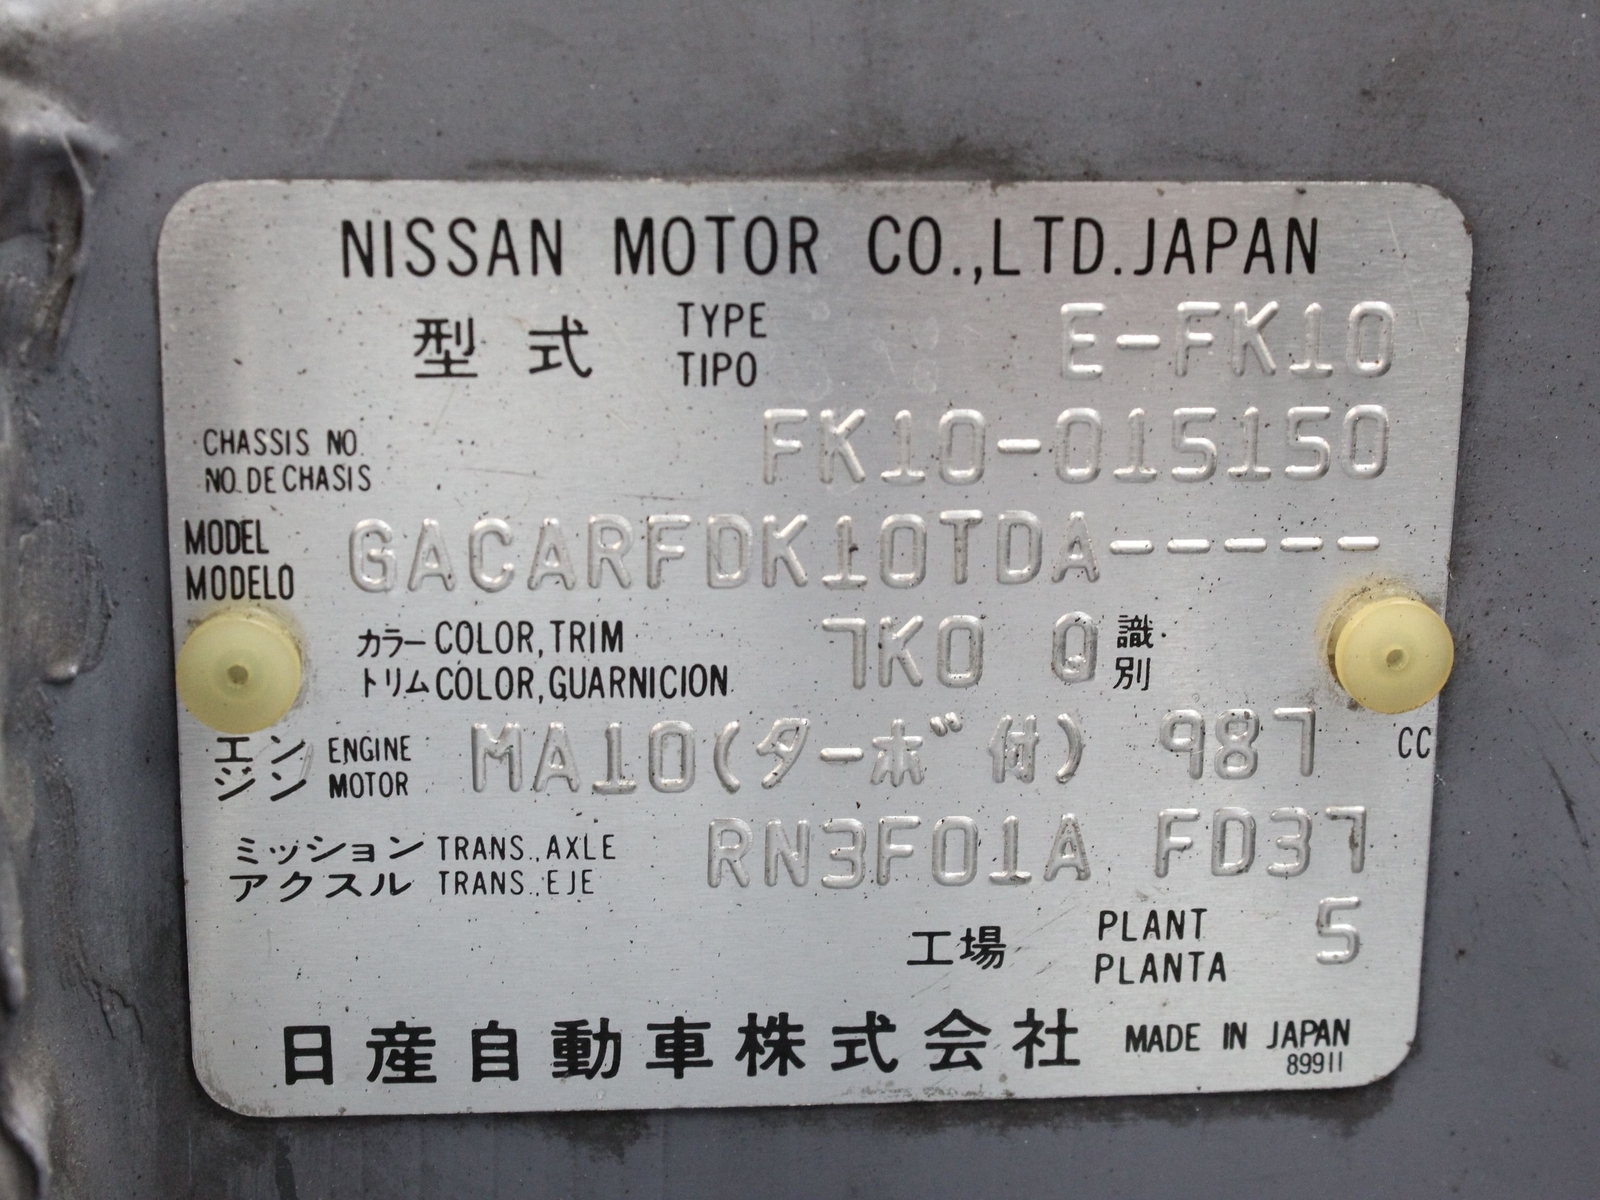 NISSAN MOTOR CO.,LTD. JAPAN
型式 TYPE TIPO E-FK10
CHASSIS NO. NO. DE CHASIS FK10-015150
MODEL MODELO GACARFDK10TDA-----
カラー COLOR, TRIM トリム COLOR, GUARNICION 7K0 Q 識別
エンジン ENGINE MOTOR MA10(ターボ付) 987 CC
ミッション TRANS., AXLE アクスル TRANS., EJE RN3F01A FD37
工場 PLANT PLANTA 5
日産自動車株式会社 MADE IN JAPAN
89911